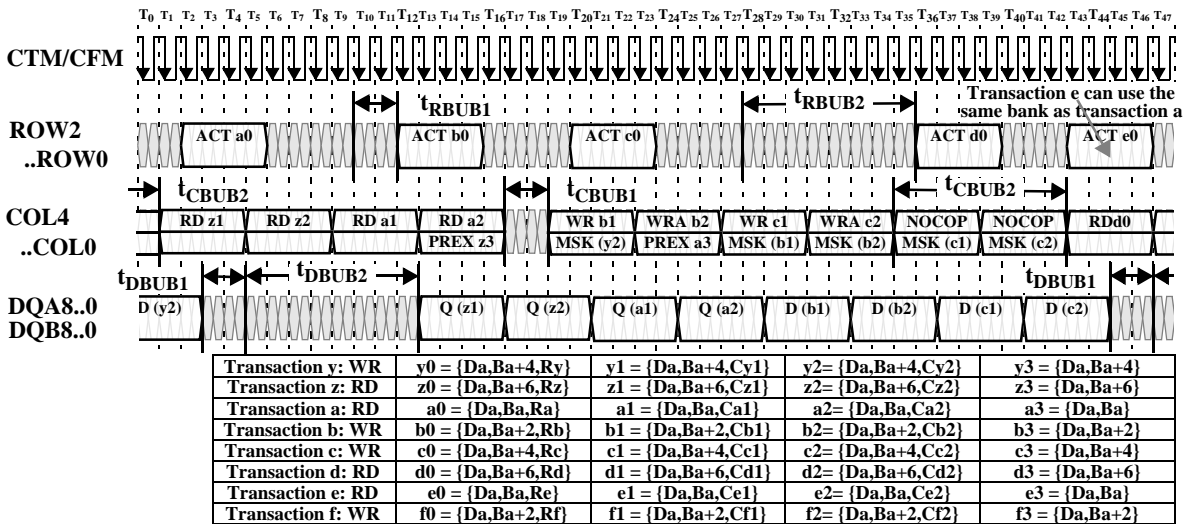 T0 T1 T2 T3 T4 T5 T6 T7 T8 T9 T10 T11 T12 T13 T14 T15 T16 T17 T18 T19 T20 T21 T22 T23 T24 T25 T26 T27 T28 T29 T30 T31 T32 T33 T34 T35 T36 T37 T38 T39 T40 T41 T42 T43 T44 T45 T46 T47
CTM/CFM
Transaction e can use the
same bank as transaction a
tRBUB1 tRBUB2
ROW2
..ROW0
ACT a0 ACT b0 ACT c0 ACT d0 ACT e0
tCBUB2 tCBUB1 tCBUB2
COL4
..COL0
RD z1 RD z2 RD a1 RD a2 WR b1 WRA b2 WR c1 WRA c2 NOCOP NOCOP RDd0
PREX z3 MSK (y2) PREX a3 MSK (b1) MSK (b2) MSK (c1) MSK (c2)
tDBUB1 tDBUB2 tDBUB1
DQA8..0
DQB8..0
D (y2) Q (z1) Q (z2) Q (a1) Q (a2) D (b1) D (b2) D (c1) D (c2)
Transaction y: WR y0 = {Da,Ba+4,Ry} y1 = {Da,Ba+4,Cy1} y2= {Da,Ba+4,Cy2} y3 = {Da,Ba+4}
Transaction z: RD z0 = {Da,Ba+6,Rz} z1 = {Da,Ba+6,Cz1} z2= {Da,Ba+6,Cz2} z3 = {Da,Ba+6}
Transaction a: RD a0 = {Da,Ba,Ra} a1 = {Da,Ba,Ca1} a2= {Da,Ba,Ca2} a3 = {Da,Ba}
Transaction b: WR b0 = {Da,Ba+2,Rb} b1 = {Da,Ba+2,Cb1} b2= {Da,Ba+2,Cb2} b3 = {Da,Ba+2}
Transaction c: WR c0 = {Da,Ba+4,Rc} c1 = {Da,Ba+4,Cc1} c2= {Da,Ba+4,Cc2} c3 = {Da,Ba+4}
Transaction d: RD d0 = {Da,Ba+6,Rd} d1 = {Da,Ba+6,Cd1} d2= {Da,Ba+6,Cd2} d3 = {Da,Ba+6}
Transaction e: RD e0 = {Da,Ba,Re} e1 = {Da,Ba,Ce1} e2= {Da,Ba,Ce2} e3 = {Da,Ba}
Transaction f: WR f0 = {Da,Ba+2,Rf} f1 = {Da,Ba+2,Cf1} f2= {Da,Ba+2,Cf2} f3 = {Da,Ba+2}